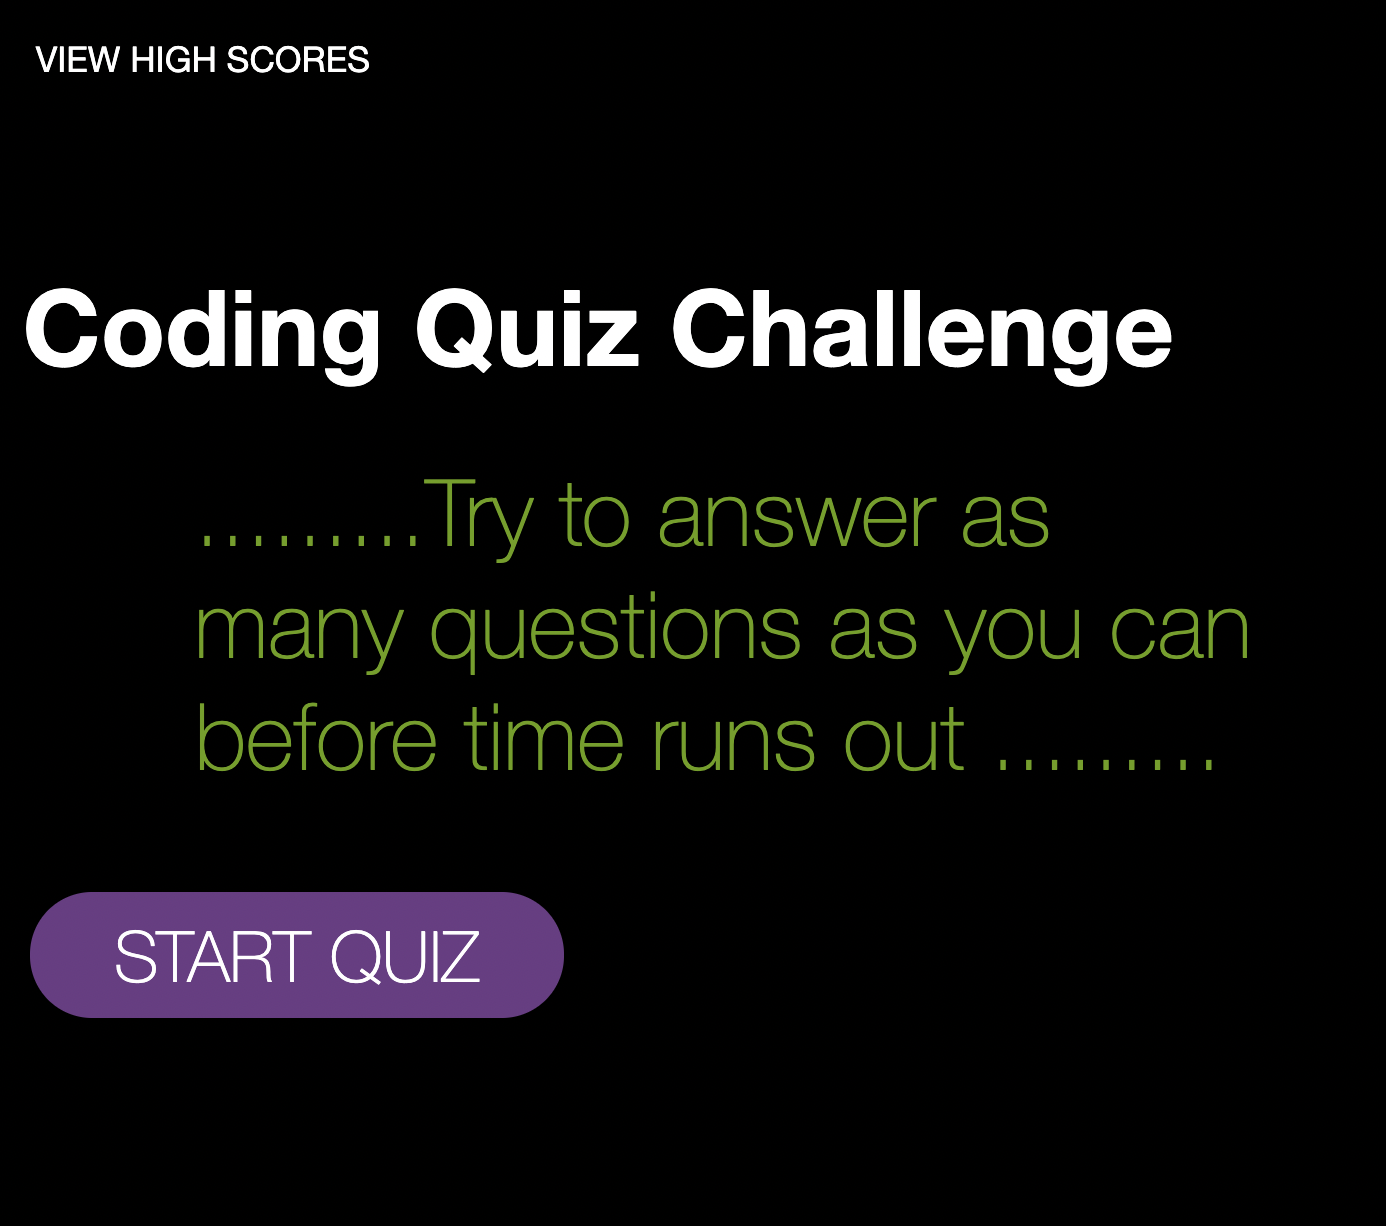 VIEW HIGH SCORES
Coding Quiz Challenge
.........Try to answer as
many questions as you can
before time runs out .........
START QUIZ